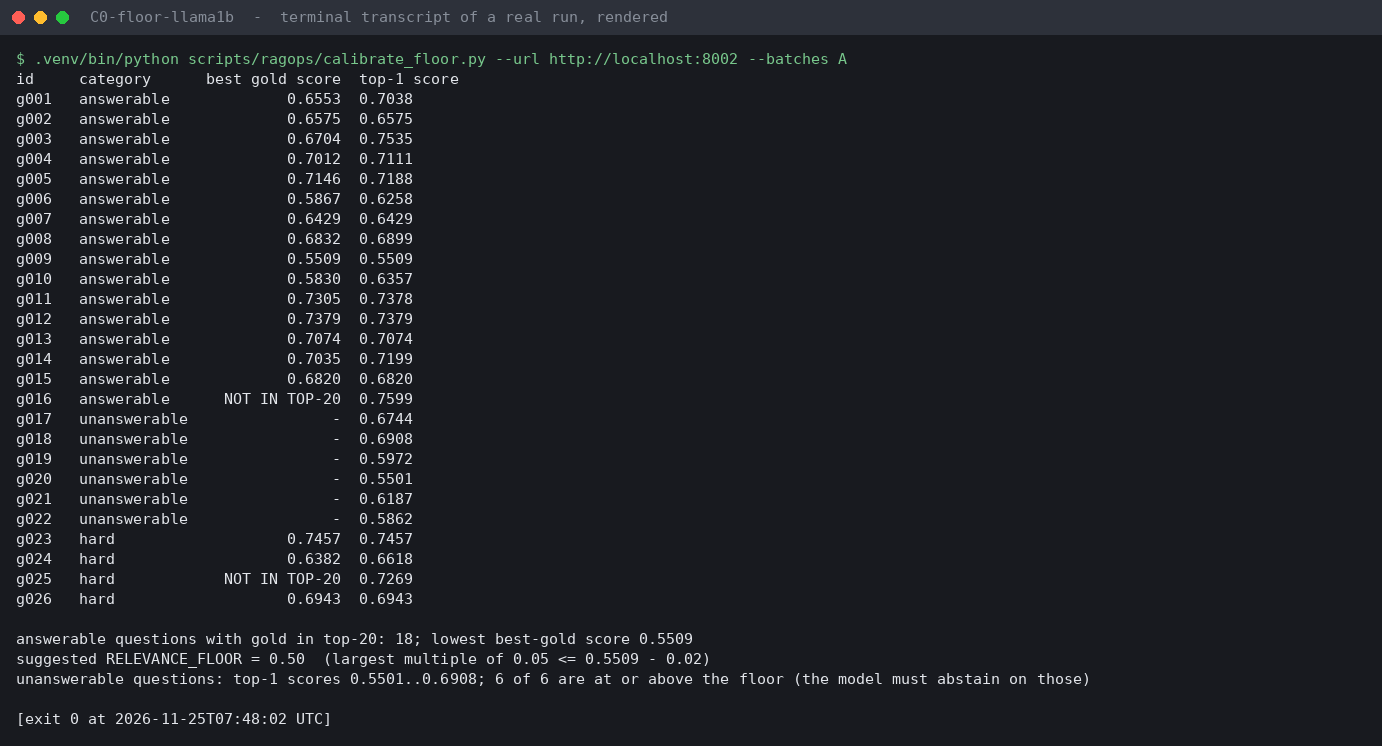 C0-floor-llama1b  -  terminal transcript of a real run, rendered
$ .venv/bin/python scripts/ragops/calibrate_floor.py --url http://localhost:8002 --batches A
id     category      best gold score  top-1 score
g001   answerable             0.6553  0.7038
g002   answerable             0.6575  0.6575
g003   answerable             0.6704  0.7535
g004   answerable             0.7012  0.7111
g005   answerable             0.7146  0.7188
g006   answerable             0.5867  0.6258
g007   answerable             0.6429  0.6429
g008   answerable             0.6832  0.6899
g009   answerable             0.5509  0.5509
g010   answerable             0.5830  0.6357
g011   answerable             0.7305  0.7378
g012   answerable             0.7379  0.7379
g013   answerable             0.7074  0.7074
g014   answerable             0.7035  0.7199
g015   answerable             0.6820  0.6820
g016   answerable      NOT IN TOP-20  0.7599
g017   unanswerable                -  0.6744
g018   unanswerable                -  0.6908
g019   unanswerable                -  0.5972
g020   unanswerable                -  0.5501
g021   unanswerable                -  0.6187
g022   unanswerable                -  0.5862
g023   hard                   0.7457  0.7457
g024   hard                   0.6382  0.6618
g025   hard            NOT IN TOP-20  0.7269
g026   hard                   0.6943  0.6943
answerable questions with gold in top-20: 18; lowest best-gold score 0.5509
suggested RELEVANCE_FLOOR = 0.50  (largest multiple of 0.05 <= 0.5509 - 0.02)
unanswerable questions: top-1 scores 0.5501..0.6908; 6 of 6 are at or above the floor (the model must abstain on those)
[exit 0 at 2026-11-25T07:48:02 UTC]